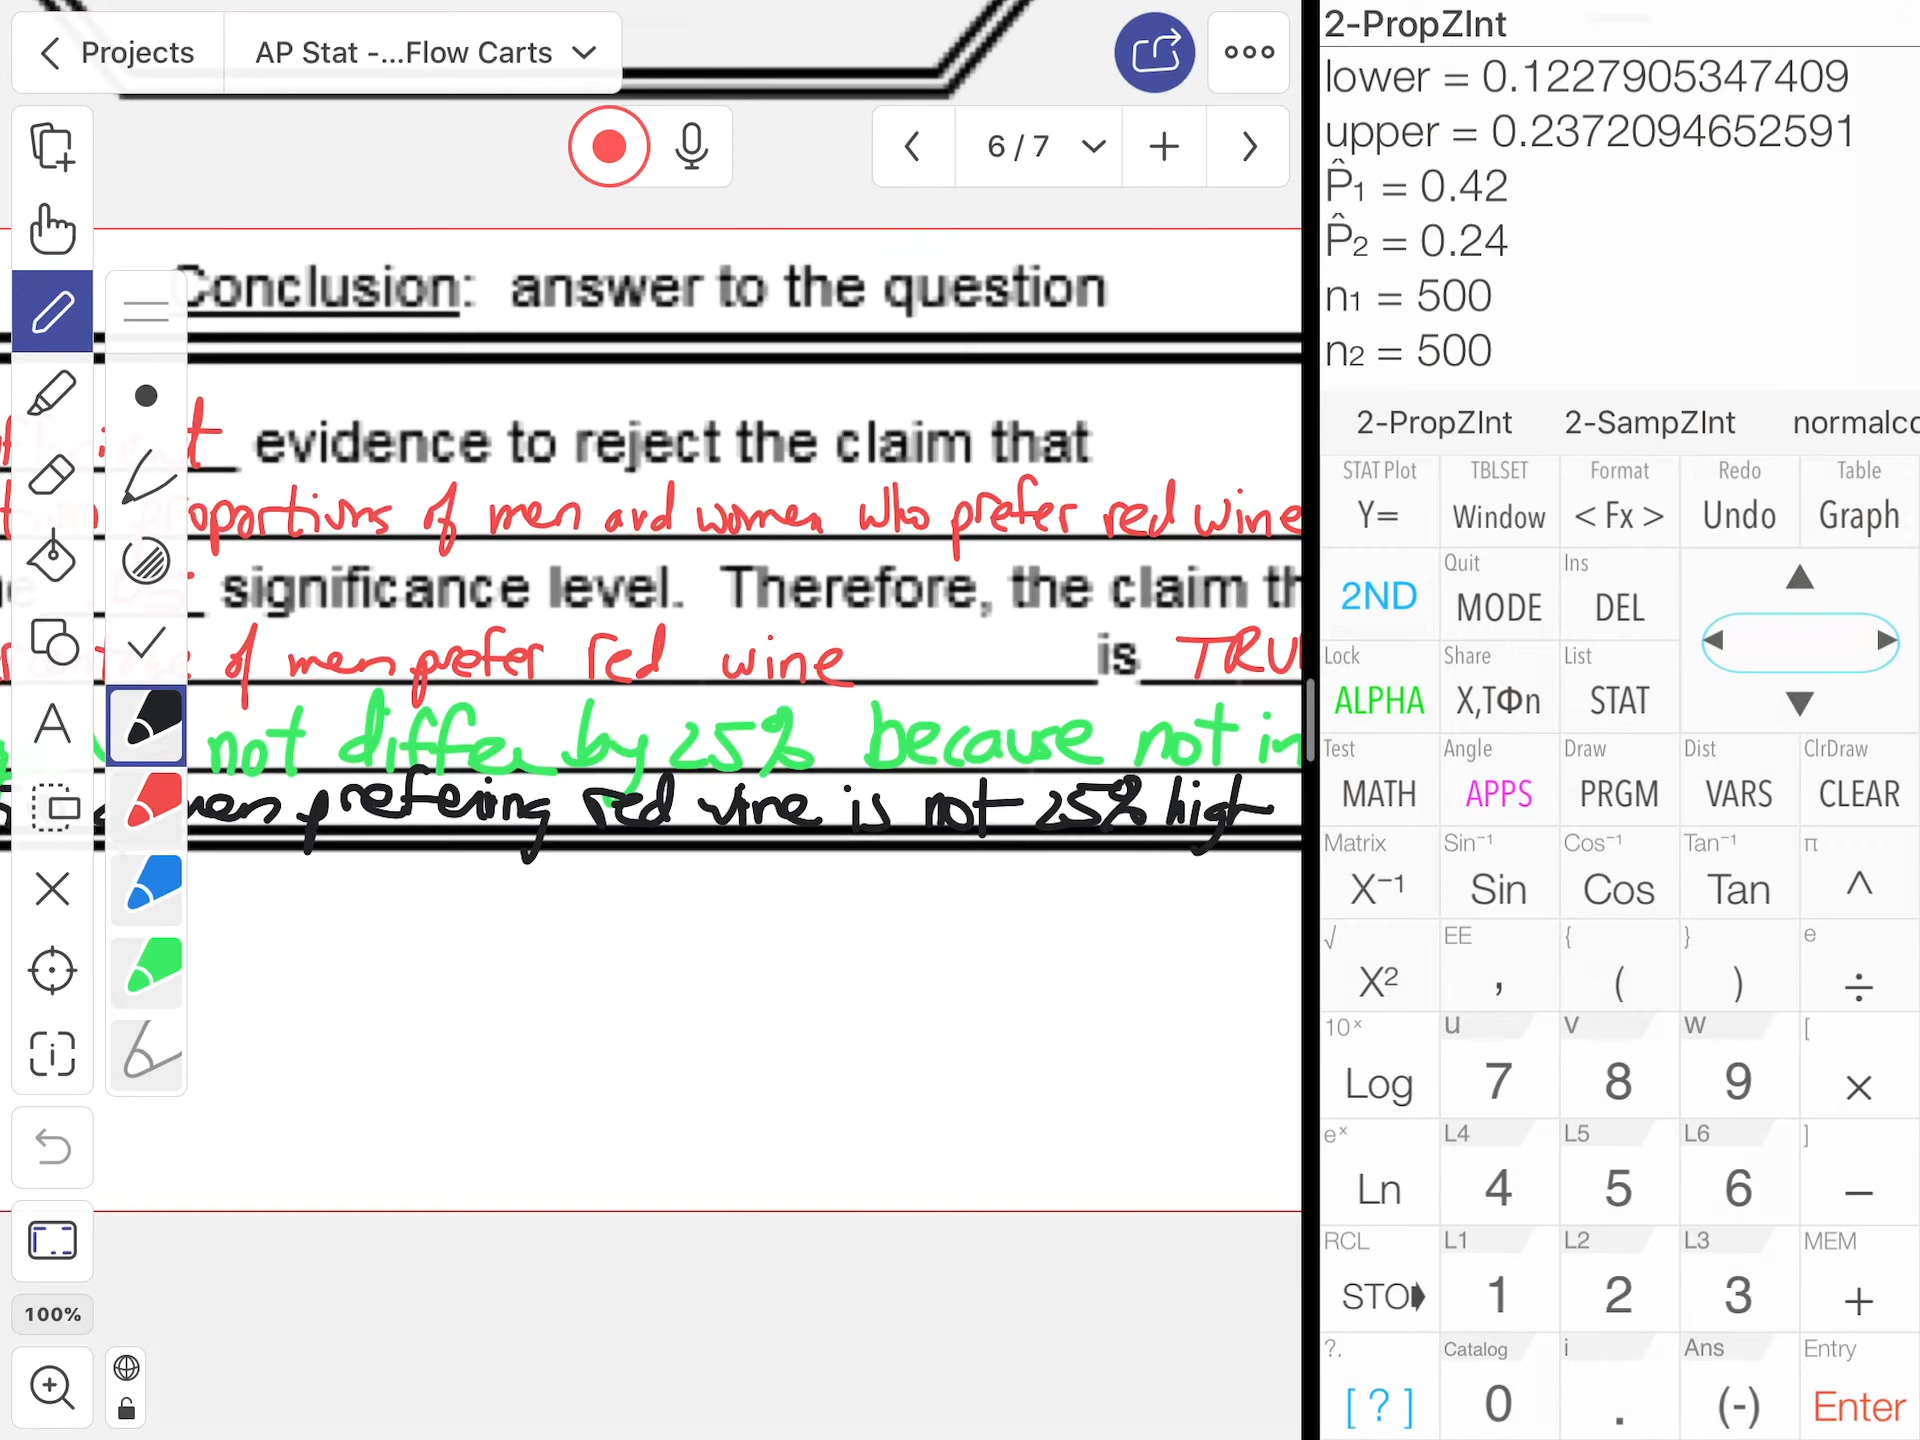 Projects
AP Stat -...Flow Carts
6 / 7
Conclusion: answer to the question
evidence to reject the claim that
of men and women who prefer red wine
significance level. Therefore, the claim th
of men prefer red wine is TRU
not differ by 25% because not in
men prefering red wine is not 25% high
100%
2-PropZInt
lower = 0.1227905347409
upper = 0.2372094652591
P̂1 = 0.42
P̂2 = 0.24
n1 = 500
n2 = 500
2-PropZInt 2-SampZInt normalcc
STAT Plot TBLSET Format Redo Table
Y= Window < Fx > Undo Graph
Quit Ins
2ND MODE DEL
Lock Share List
ALPHA X,TΦn STAT
Test Angle Draw Dist ClrDraw
MATH APPS PRGM VARS CLEAR
Matrix Sin⁻¹ Cos⁻¹ Tan⁻¹ π
X⁻¹ Sin Cos Tan ^
√ EE { } e
X² , ( ) ÷
10ˣ u v w [
Log 7 8 9 ×
eˣ L4 L5 L6 ]
Ln 4 5 6 −
RCL L1 L2 L3 MEM
STO 1 2 3 +
?. Catalog i Ans Entry
[ ? ] 0 . (-) Enter